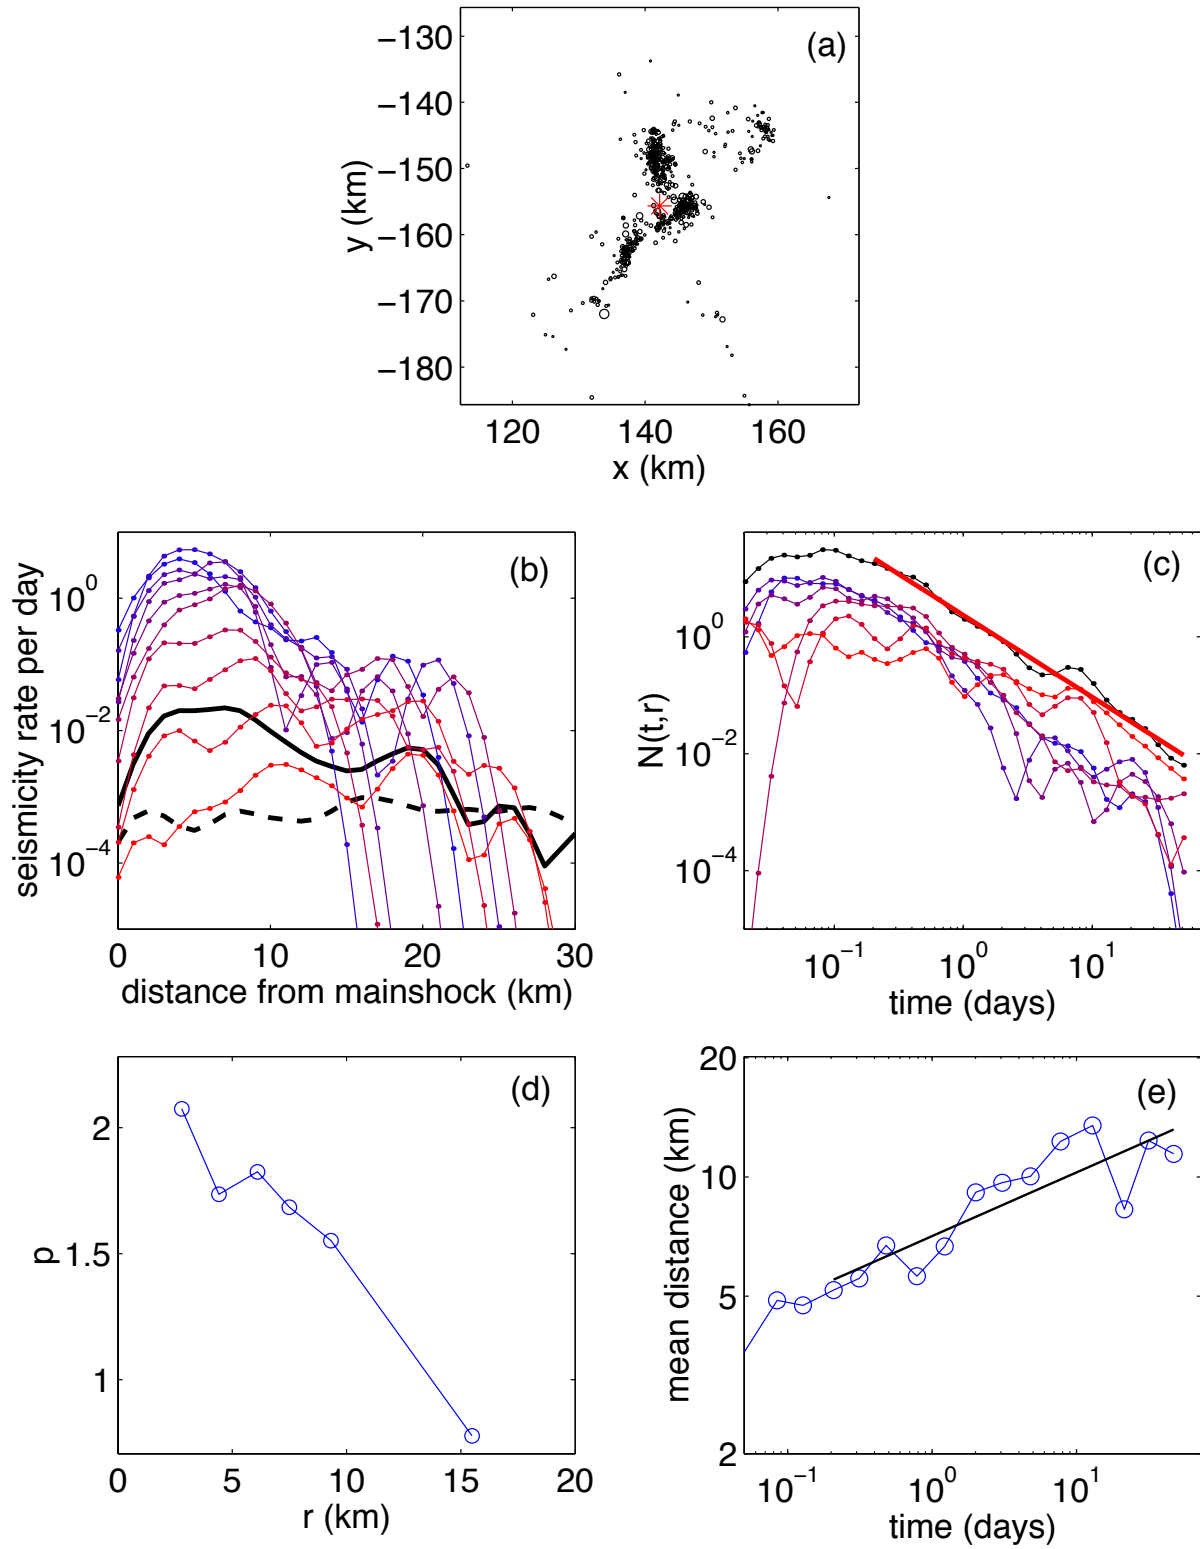 (a)
−130
−140
−150
−160
−170
−180
y (km)
120 140 160
x (km)
(b)
10^0
10^−2
10^−4
seismicity rate per day
0 10 20 30
distance from mainshock (km)
(c)
10^0
10^−2
10^−4
N(t,r)
10^−1 10^0 10^1
time (days)
(d)
2
1.5
1
p
0 5 10 15 20
r (km)
(e)
20
10
5
2
mean distance (km)
10^−1 10^0 10^1
time (days)